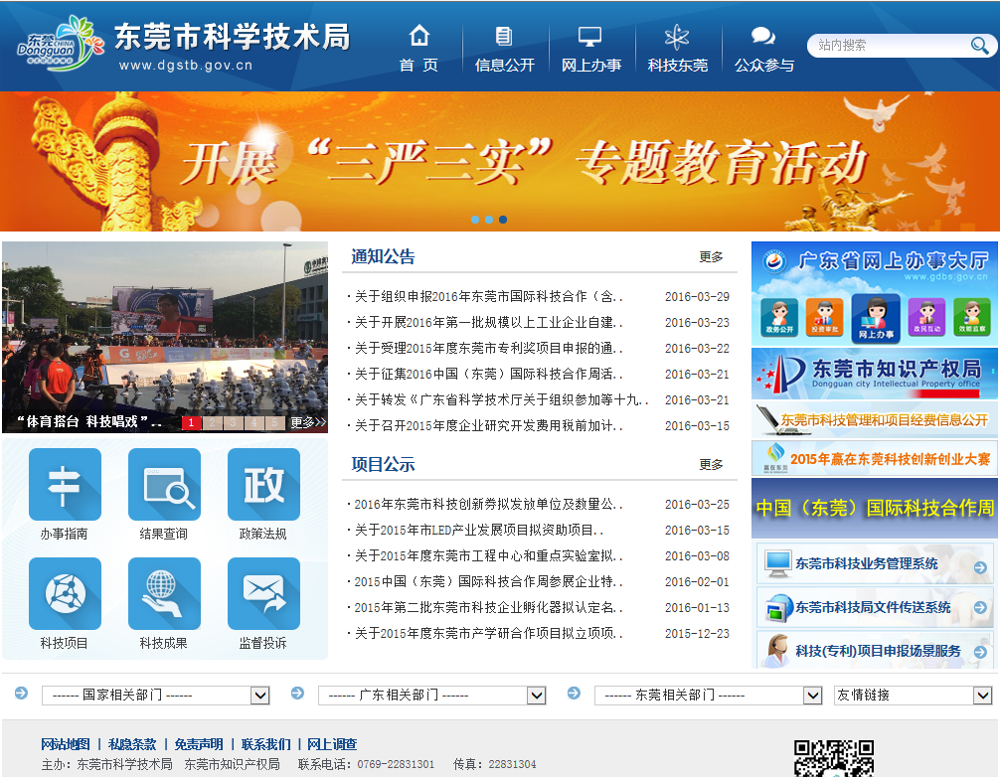 东莞CHINA
Dongguan
东莞市科学技术局
www.dgstb.gov.cn
首 页
信息公开
网上办事
科技东莞
公众参与
站内搜索
开展“三严三实”专题教育活动
“体育搭台 科技唱戏”..
1 2 3 4 5 更多>>
通知公告 更多
·关于组织申报2016年东莞市国际科技合作（含.. 2016-03-29
·关于开展2016年第一批规模以上工业企业自建.. 2016-03-23
·关于受理2015年度东莞市专利奖项目申报的通.. 2016-03-22
·关于征集2016中国（东莞）国际科技合作周活.. 2016-03-21
·关于转发《广东省科学技术厅关于组织参加等十九.. 2016-03-21
·关于召开2015年度企业研究开发费用税前加计.. 2016-03-15
项目公示 更多
·2016年东莞市科技创新券拟发放单位及数量公.. 2016-03-25
·关于2015年市LED产业发展项目拟资助项目.. 2016-03-15
·关于2015年度东莞市工程中心和重点实验室拟.. 2016-03-08
·2015中国（东莞）国际科技合作周参展企业特.. 2016-02-01
·2015年第二批东莞市科技企业孵化器拟认定名.. 2016-01-13
·关于2015年度东莞市产学研合作项目拟立项项.. 2015-12-23
政
办事指南
结果查询
政策法规
科技项目
科技成果
监督投诉
广东省网上办事大厅
www.gdbs.gov.cn
政务公开
投资审批
网上办事
政民互动
效能监察
东莞市知识产权局
Dongguan city Intellectual Property office
东莞市科技管理和项目经费信息公开
赢在东莞
2015年赢在东莞科技创新创业大赛
中国（东莞）国际科技合作周
东莞市科技业务管理系统
东莞市科技局文件传送系统
科技(专利)项目申报场景服务
------ 国家相关部门 ------
------ 广东相关部门 ------
------ 东莞相关部门 ------
友情链接
网站地图 | 私隐条款 | 免责声明 | 联系我们 | 网上调查
主办：东莞市科学技术局 东莞市知识产权局 联系电话：0769-22831301 传真：22831304